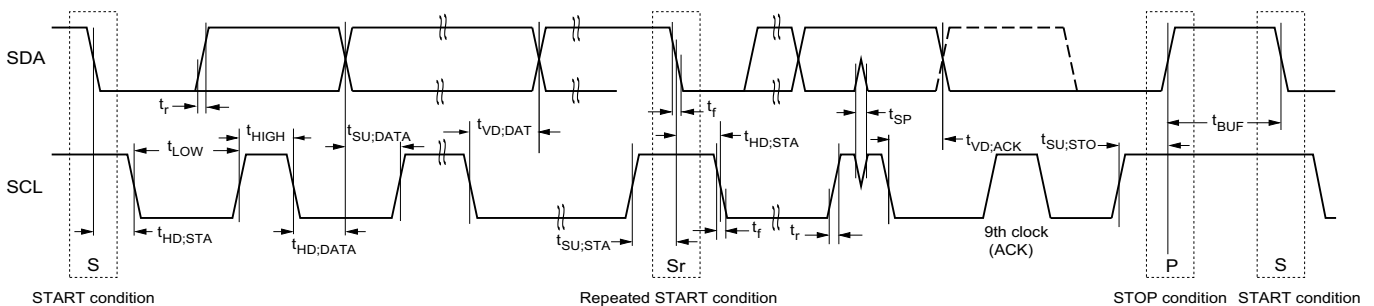 SDA
t_r
t_f
t_SP
t_BUF
t_HIGH
t_LOW
t_SU;DATA
t_VD;DAT
t_HD;STA
t_VD;ACK
t_SU;STO
SCL
t_HD;STA
t_HD;DATA
t_SU;STA
t_f
t_r
9th clock
(ACK)
S
Sr
P
S
START condition
Repeated START condition
STOP condition
START condition